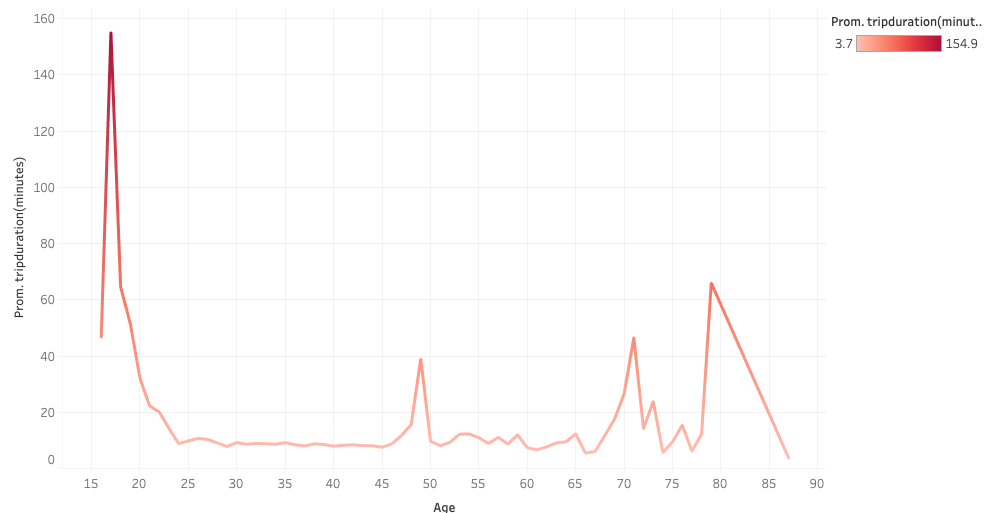 Prom. tripduration(minut..
3.7 154.9
160
140
120
100
80
60
40
20
0
Prom. tripduration(minutes)
15 20 25 30 35 40 45 50 55 60 65 70 75 80 85 90
Age